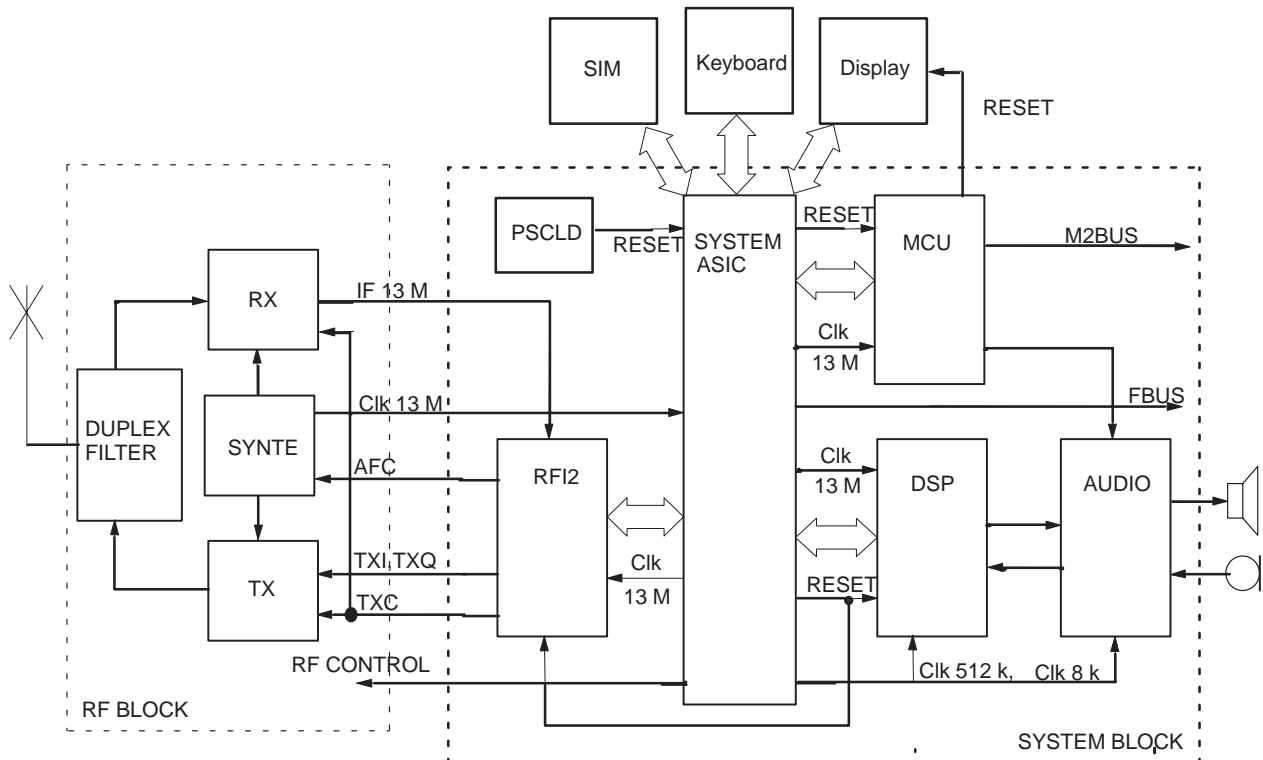 SIM
Keyboard
Display
RESET
PSCLD
RESET
SYSTEM
ASIC
RESET
MCU
M2BUS
RX
IF 13 M
Clk
13 M
DUPLEX
FILTER
SYNTE
Clk 13 M
FBUS
AFC
RFI2
Clk
13 M
DSP
AUDIO
TX
TXI,TXQ
TXC
Clk
13 M
RESET
RF CONTROL
Clk 512 k,
Clk 8 k
RF BLOCK
SYSTEM BLOCK